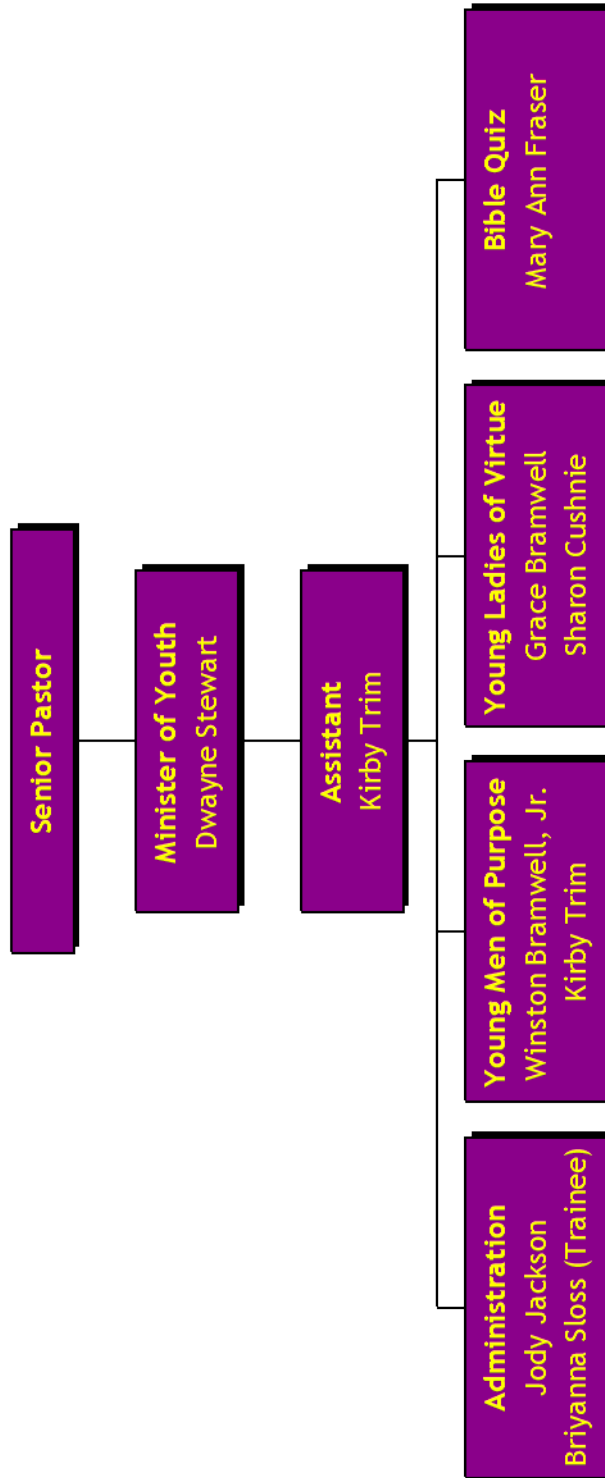 Senior Pastor
Minister of Youth
Dwayne Stewart
Assistant
Kirby Trim
Administration
Jody Jackson
Briyanna Sloss (Trainee)
Young Men of Purpose
Winston Bramwell, Jr.
Kirby Trim
Young Ladies of Virtue
Grace Bramwell
Sharon Cushnie
Bible Quiz
Mary Ann Fraser